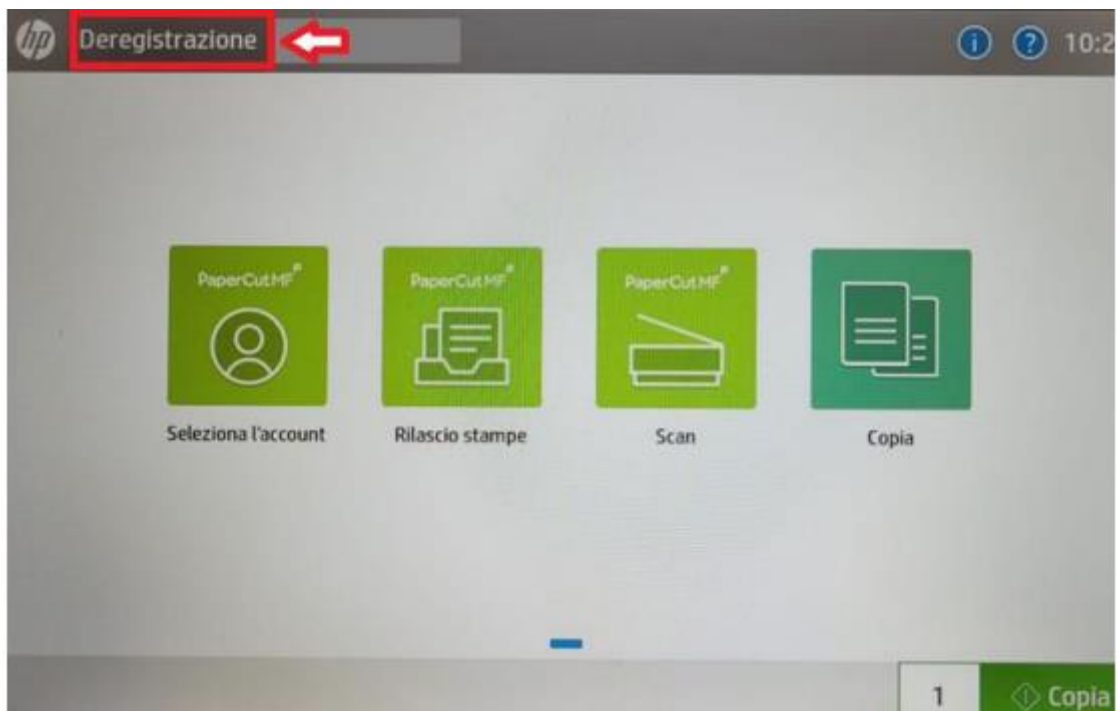 hp
Deregistrazione
i
?
10:2
PaperCut MF
PaperCut MF
PaperCut MF
Seleziona l'account
Rilascio stampe
Scan
Copia
1
Copia